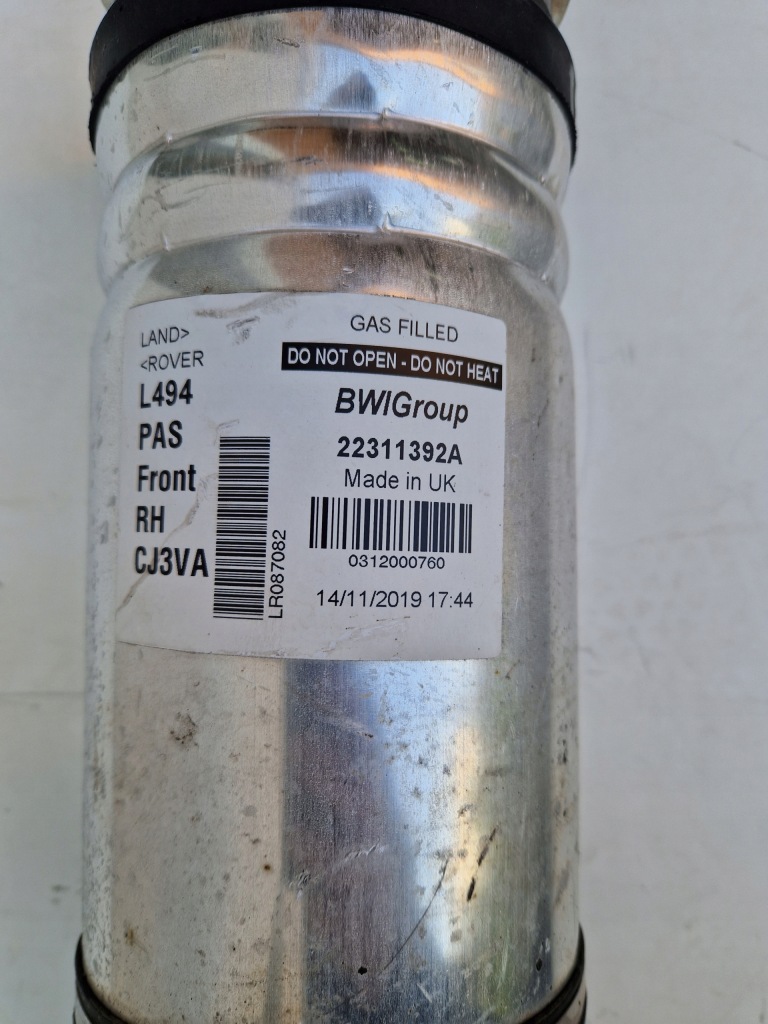 LAND>
<ROVER
L494
PAS
Front
RH
CJ3VA
LR087082
GAS FILLED
DO NOT OPEN - DO NOT HEAT
BWIGroup
22311392A
Made in UK
0312000760
14/11/2019 17:44